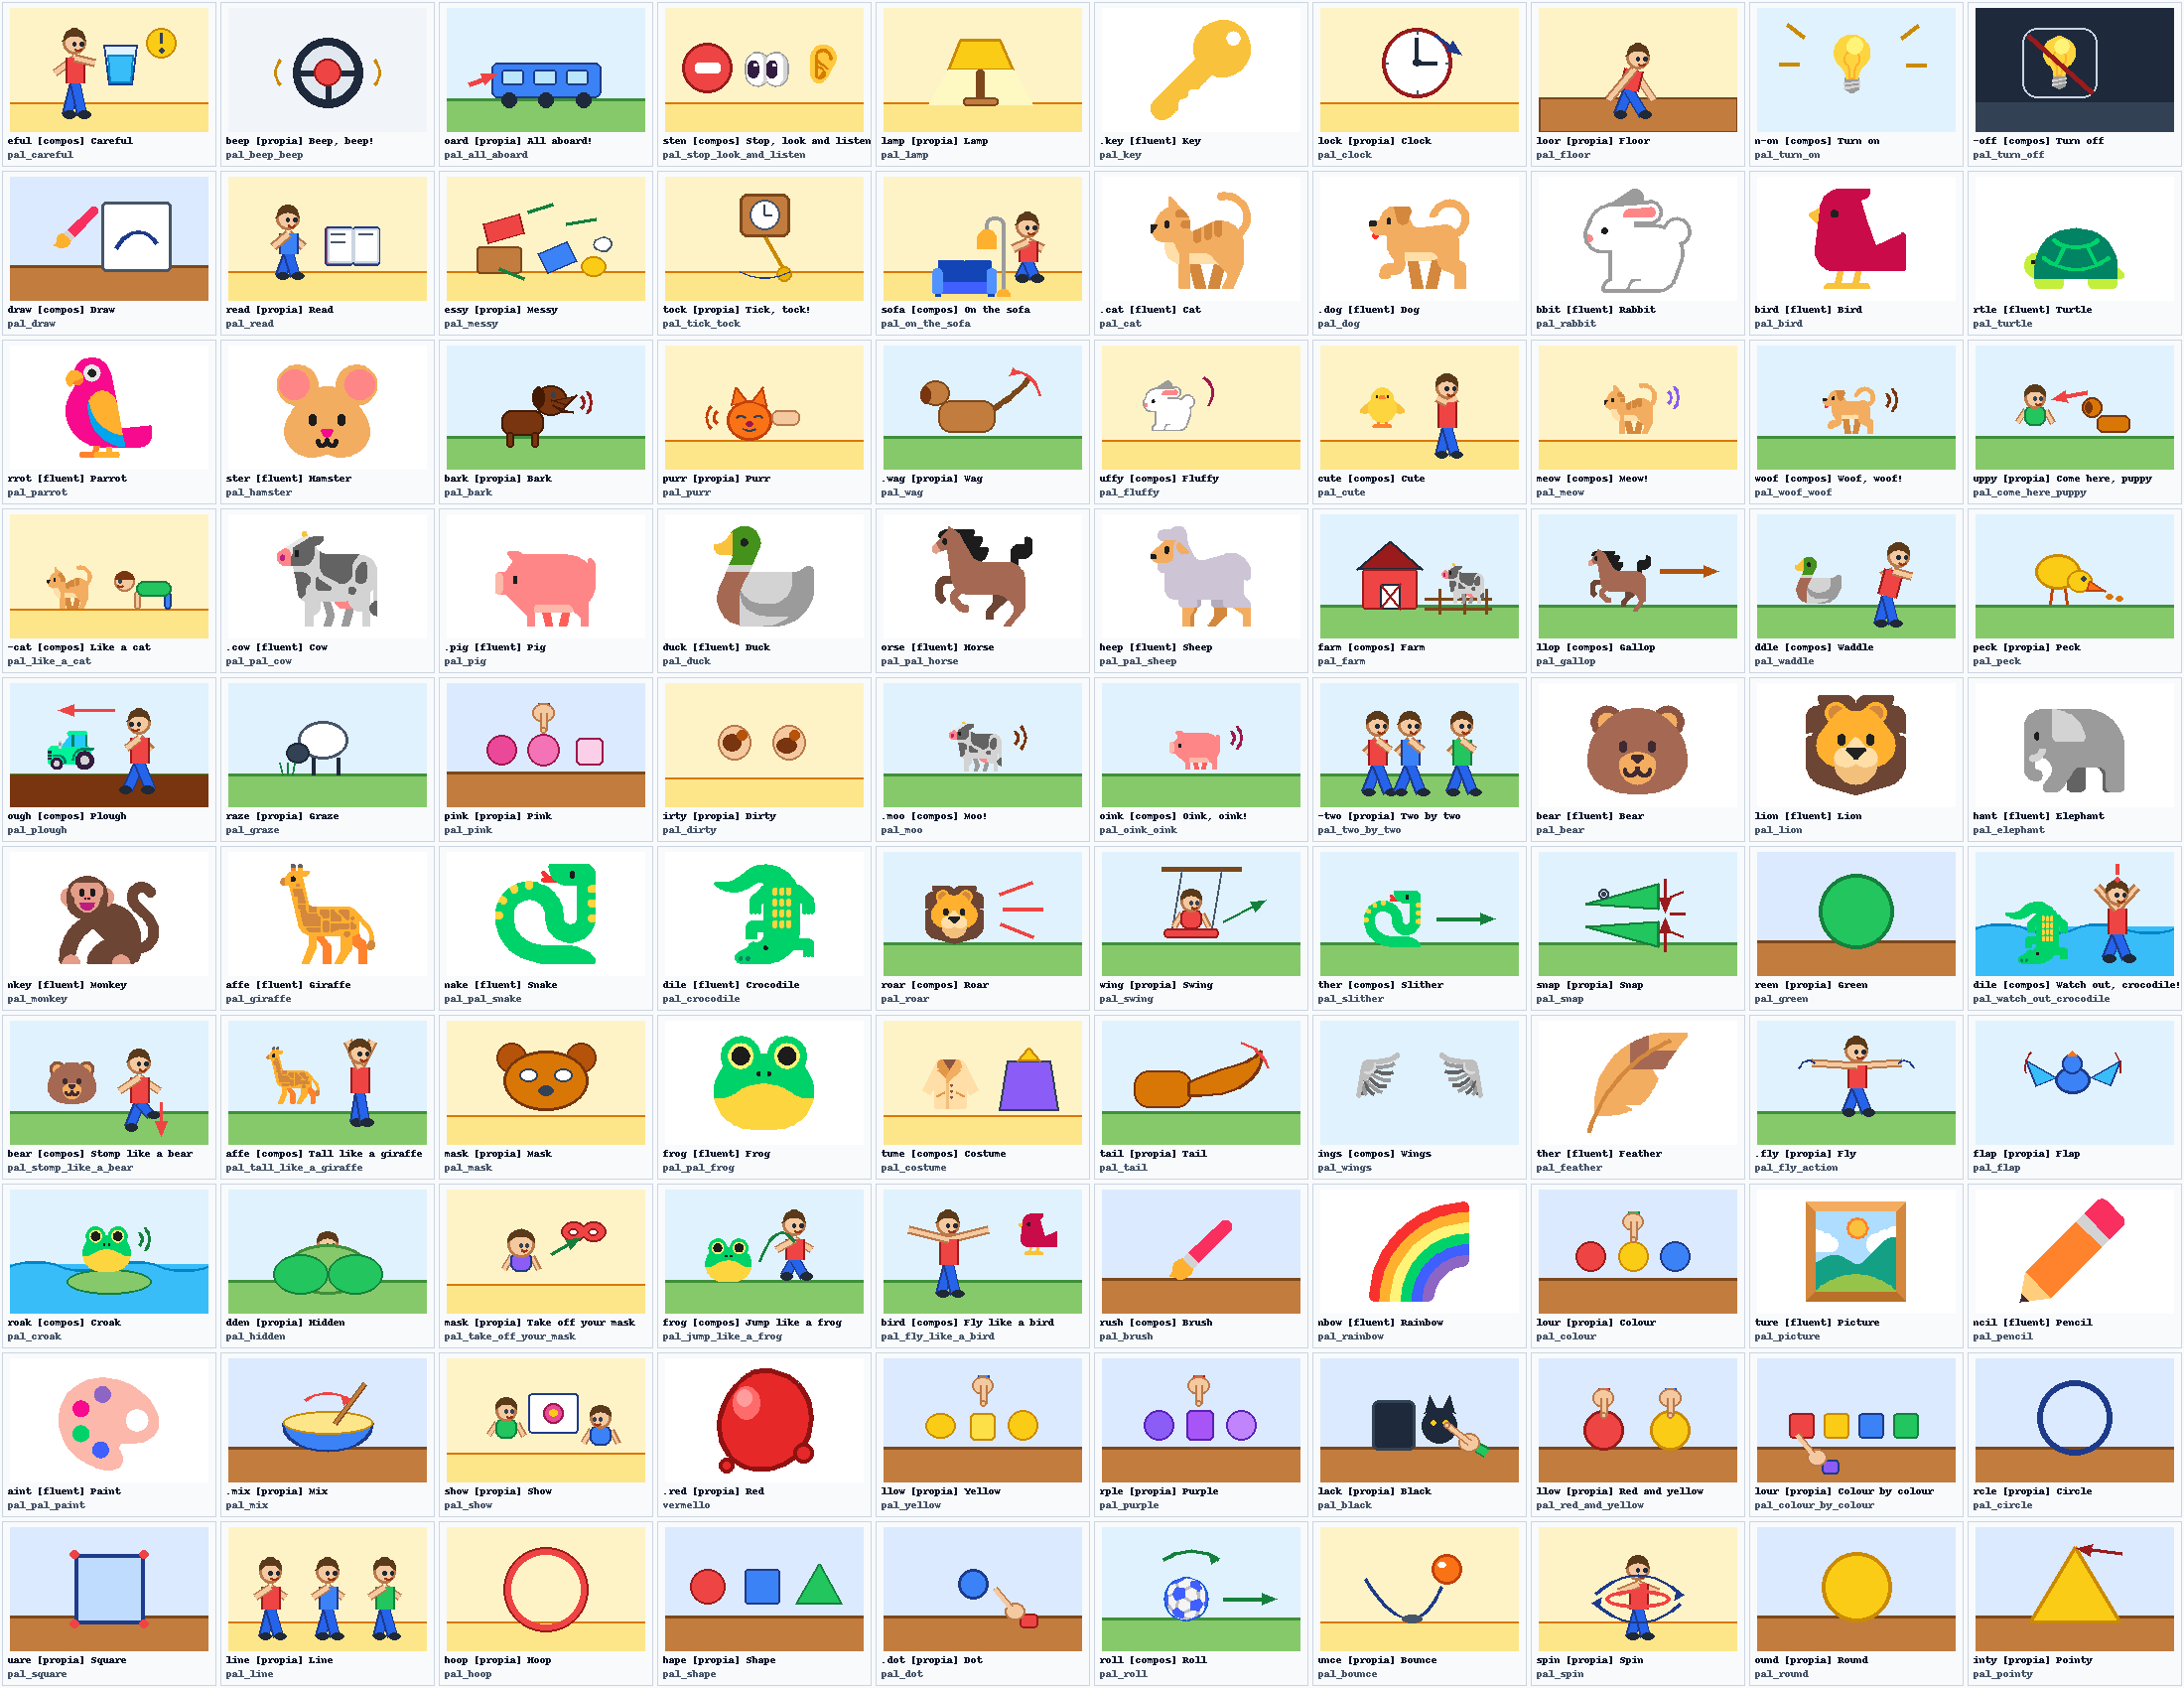 eful [compos] Careful
pal_careful
beep [propia] Beep, beep!
pal_beep_beep
oard [propia] All aboard!
pal_all_aboard
sten [compos] Stop, look and listen
pal_stop_look_and_listen
lamp [propia] Lamp
pal_lamp
.key [fluent] Key
pal_key
lock [propia] Clock
pal_clock
loor [propia] Floor
pal_floor
n-on [compos] Turn on
pal_turn_on
-off [compos] Turn off
pal_turn_off
draw [compos] Draw
pal_draw
read [propia] Read
pal_read
essy [propia] Messy
pal_messy
tock [propia] Tick, tock!
pal_tick_tock
sofa [compos] On the sofa
pal_on_the_sofa
.cat [fluent] Cat
pal_cat
.dog [fluent] Dog
pal_dog
bbit [fluent] Rabbit
pal_rabbit
bird [fluent] Bird
pal_bird
rtle [fluent] Turtle
pal_turtle
rrot [fluent] Parrot
pal_parrot
ster [fluent] Hamster
pal_hamster
bark [propia] Bark
pal_bark
purr [propia] Purr
pal_purr
.wag [propia] Wag
pal_wag
uffy [compos] Fluffy
pal_fluffy
cute [compos] Cute
pal_cute
meow [compos] Meow!
pal_meow
woof [compos] Woof, woof!
pal_woof_woof
uppy [propia] Come here, puppy
pal_come_here_puppy
-cat [compos] Like a cat
pal_like_a_cat
.cow [fluent] Cow
pal_pal_cow
.pig [fluent] Pig
pal_pig
duck [fluent] Duck
pal_duck
orse [fluent] Horse
pal_pal_horse
heep [fluent] Sheep
pal_pal_sheep
farm [compos] Farm
pal_farm
llop [compos] Gallop
pal_gallop
ddle [compos] Waddle
pal_waddle
peck [propia] Peck
pal_peck
ough [compos] Plough
pal_plough
raze [propia] Graze
pal_graze
pink [propia] Pink
pal_pink
irty [propia] Dirty
pal_dirty
.moo [compos] Moo!
pal_moo
oink [compos] Oink, oink!
pal_oink_oink
-two [propia] Two by two
pal_two_by_two
bear [fluent] Bear
pal_bear
lion [fluent] Lion
pal_lion
hant [fluent] Elephant
pal_elephant
nkey [fluent] Monkey
pal_monkey
affe [fluent] Giraffe
pal_giraffe
nake [fluent] Snake
pal_pal_snake
dile [fluent] Crocodile
pal_crocodile
roar [compos] Roar
pal_roar
wing [propia] Swing
pal_swing
ther [compos] Slither
pal_slither
snap [propia] Snap
pal_snap
reen [propia] Green
pal_green
dile [compos] Watch out, crocodile!
pal_watch_out_crocodile
bear [compos] Stomp like a bear
pal_stomp_like_a_bear
affe [compos] Tall like a giraffe
pal_tall_like_a_giraffe
mask [propia] Mask
pal_mask
frog [fluent] Frog
pal_pal_frog
tume [compos] Costume
pal_costume
tail [propia] Tail
pal_tail
ings [compos] Wings
pal_wings
ther [fluent] Feather
pal_feather
.fly [propia] Fly
pal_fly_action
flap [propia] Flap
pal_flap
roak [compos] Croak
pal_croak
dden [propia] Hidden
pal_hidden
mask [propia] Take off your mask
pal_take_off_your_mask
frog [compos] Jump like a frog
pal_jump_like_a_frog
bird [compos] Fly like a bird
pal_fly_like_a_bird
rush [compos] Brush
pal_brush
nbow [fluent] Rainbow
pal_rainbow
lour [propia] Colour
pal_colour
ture [fluent] Picture
pal_picture
ncil [fluent] Pencil
pal_pencil
aint [fluent] Paint
pal_pal_paint
.mix [propia] Mix
pal_mix
show [propia] Show
pal_show
.red [propia] Red
vermello
llow [propia] Yellow
pal_yellow
rple [propia] Purple
pal_purple
lack [propia] Black
pal_black
llow [propia] Red and yellow
pal_red_and_yellow
lour [propia] Colour by colour
pal_colour_by_colour
rcle [propia] Circle
pal_circle
uare [propia] Square
pal_square
line [propia] Line
pal_line
hoop [propia] Hoop
pal_hoop
hape [propia] Shape
pal_shape
.dot [propia] Dot
pal_dot
roll [compos] Roll
pal_roll
unce [propia] Bounce
pal_bounce
spin [propia] Spin
pal_spin
ound [propia] Round
pal_round
inty [propia] Pointy
pal_pointy